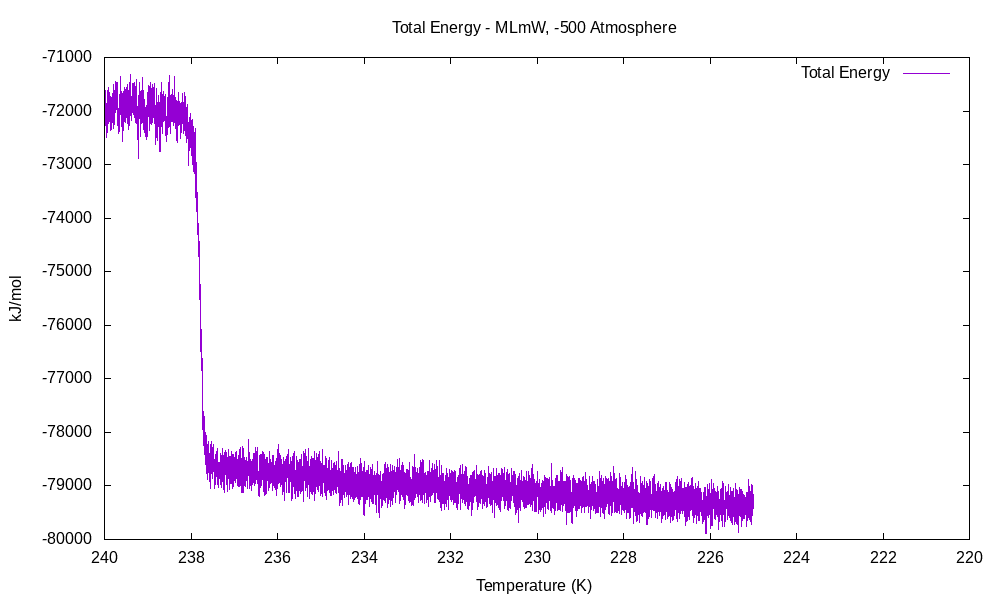 Total Energy - MLmW, -500 Atmosphere
Total Energy
-71000
-72000
-73000
-74000
-75000
-76000
-77000
-78000
-79000
-80000
kJ/mol
240 238 236 234 232 230 228 226 224 222 220
Temperature (K)